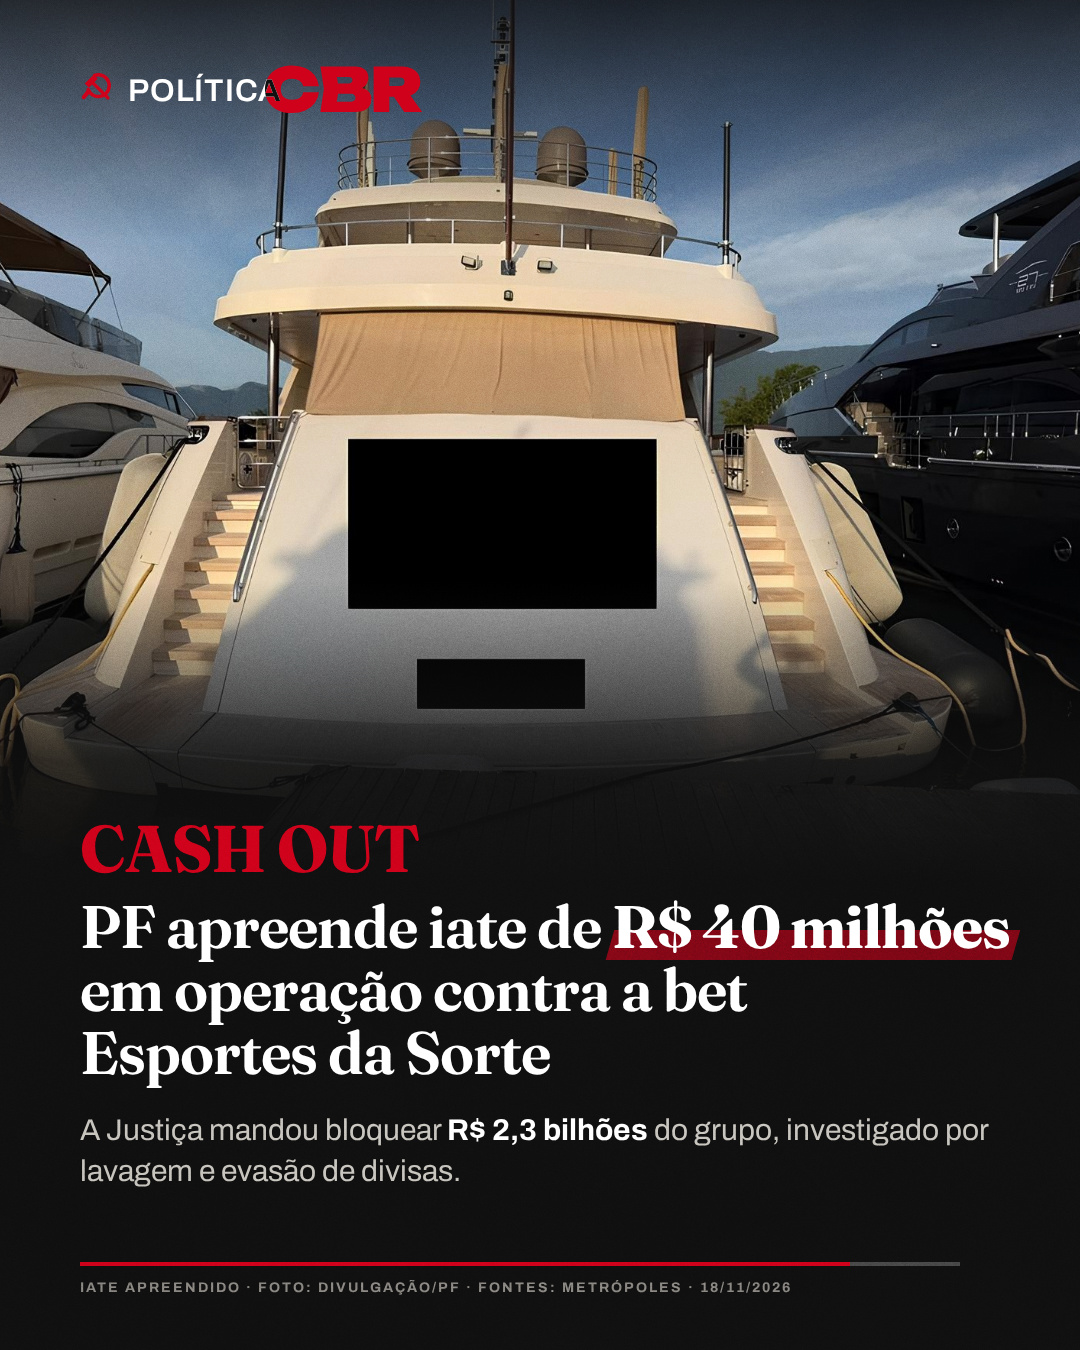 POLÍTICA CBR
CASH OUT
PF apreende iate de R$ 40 milhões
em operação contra a bet
Esportes da Sorte
A Justiça mandou bloquear R$ 2,3 bilhões do grupo, investigado por
lavagem e evasão de divisas.
IATE APREENDIDO · FOTO: DIVULGAÇÃO/PF · FONTES: METRÓPOLES · 18/11/2026